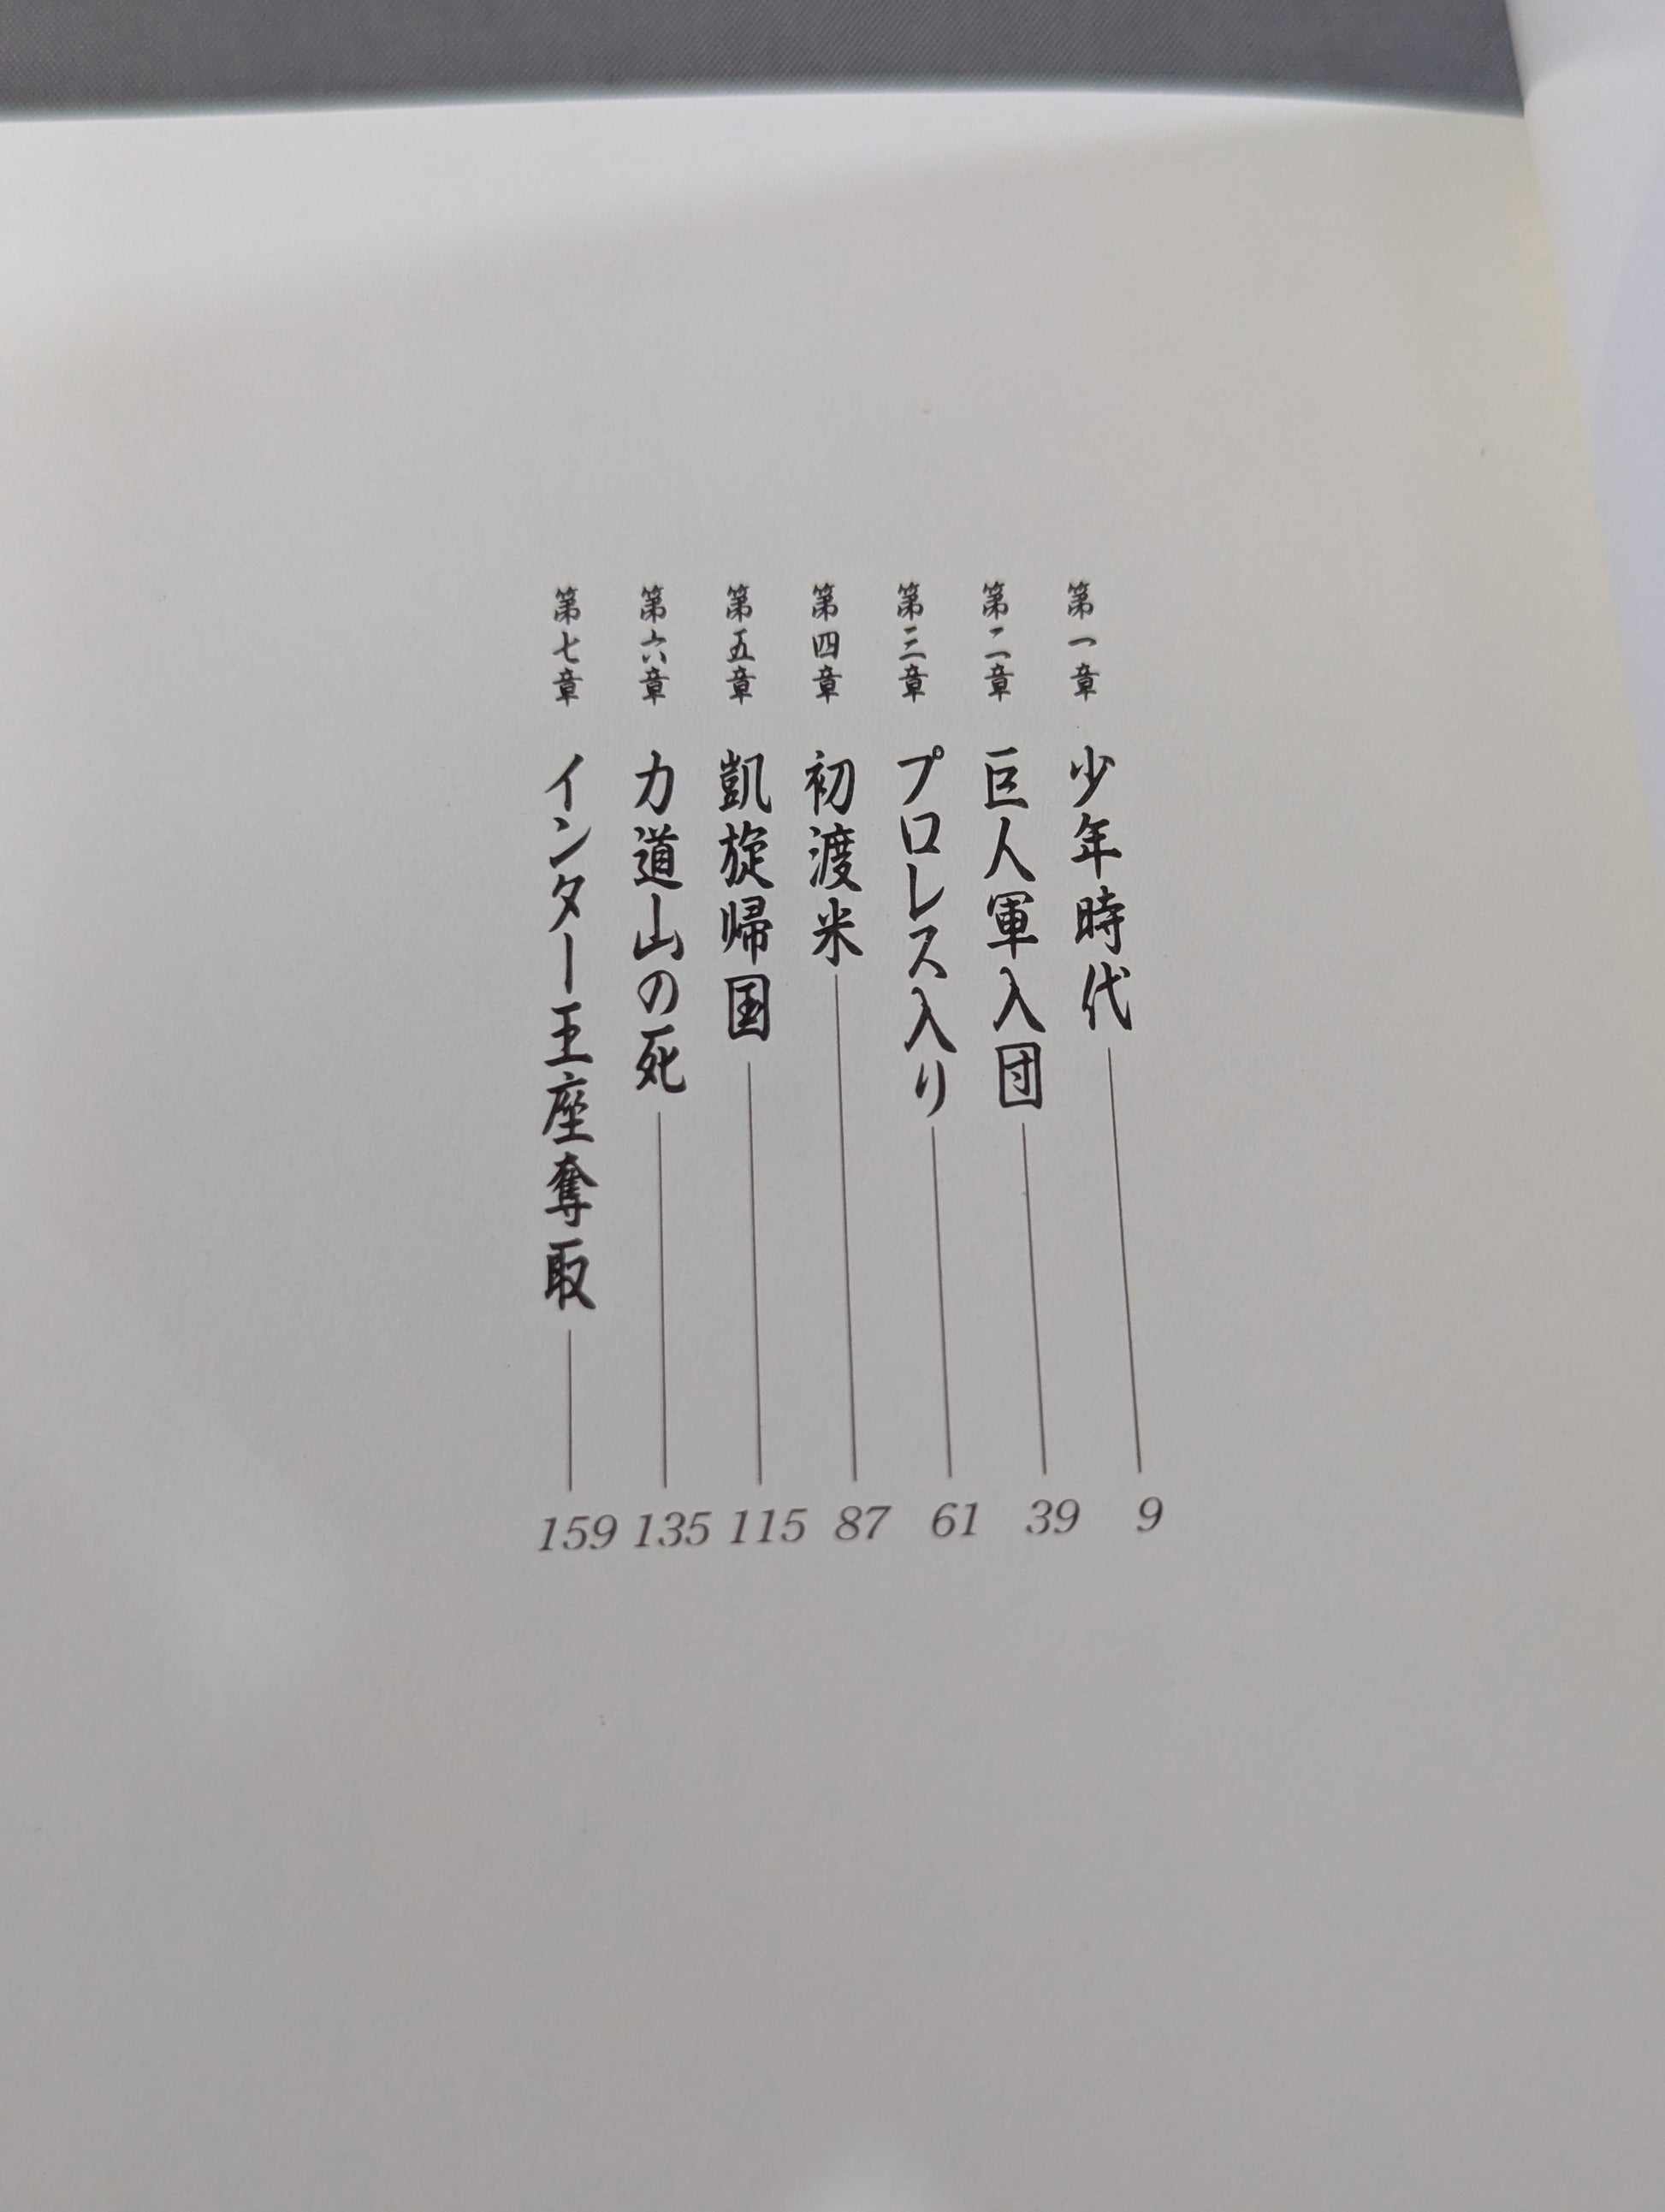 第一章 少年時代 9
第二章 巨人軍入団 39
第三章 プロレス入り 61
第四章 初渡米 87
第五章 凱旋帰国 115
第六章 力道山の死 135
第七章 インター王座奪取 159